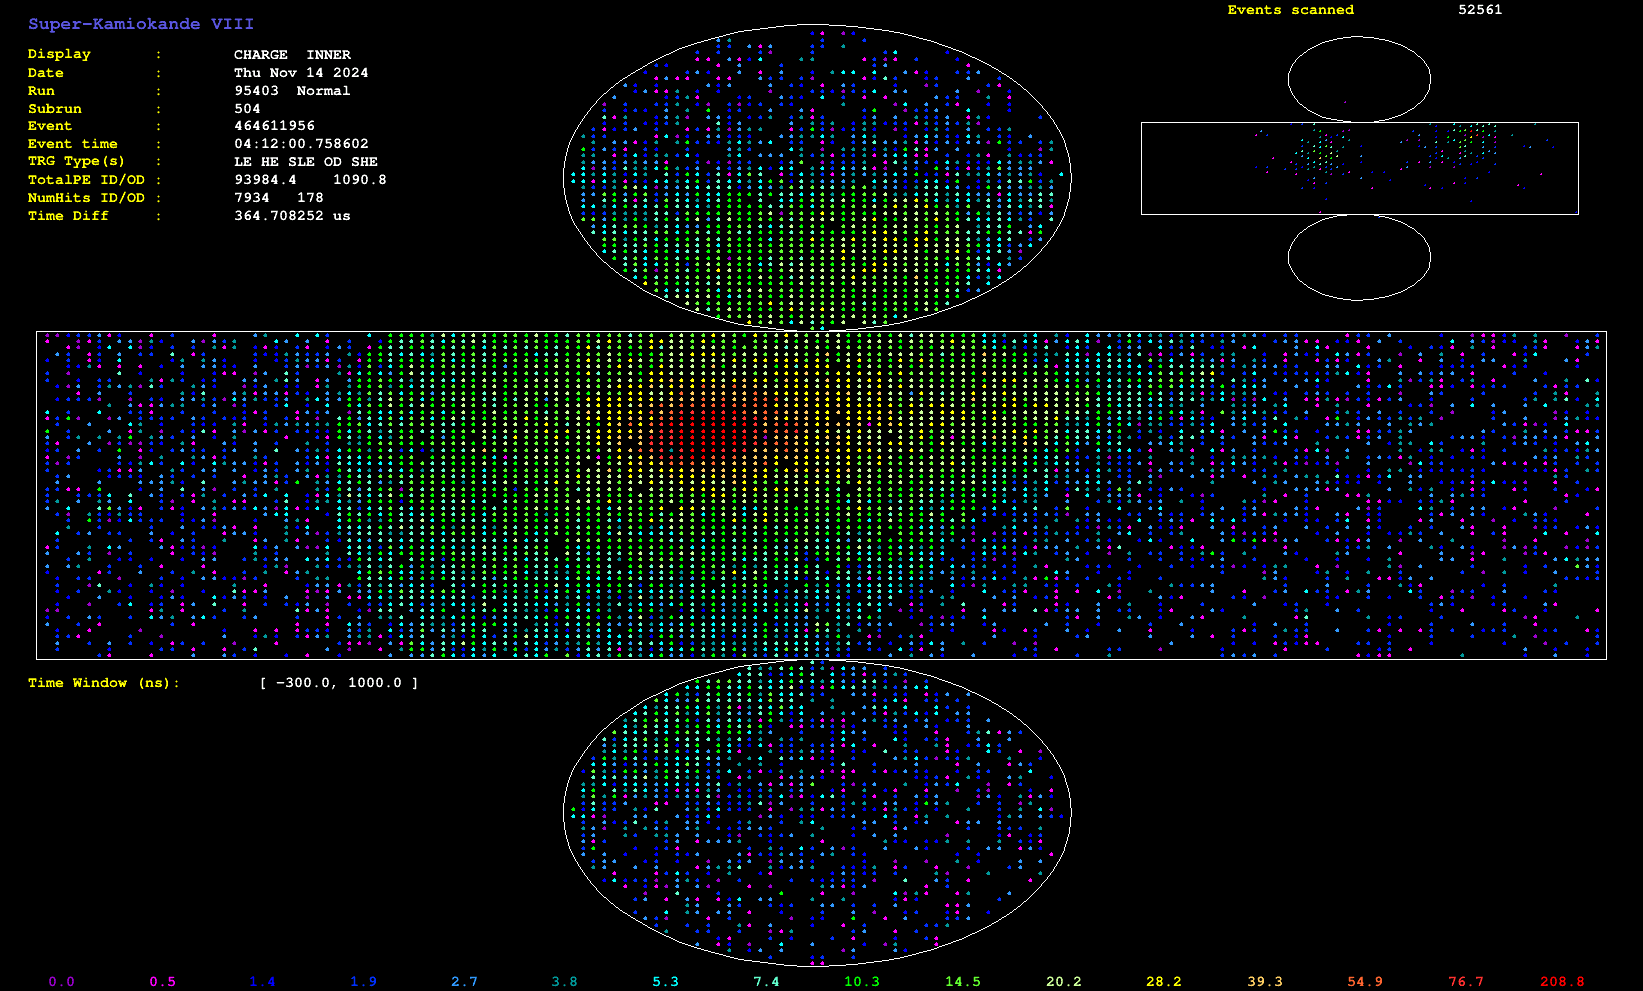 Super-Kamiokande VIII
Events scanned 52561
Display : CHARGE INNER
Date : Thu Nov 14 2024
Run : 95403 Normal
Subrun : 504
Event : 464611956
Event time : 04:12:00.758602
TRG Type(s) : LE HE SLE OD SHE
TotalPE ID/OD : 93984.4 1090.8
NumHits ID/OD : 7934 178
Time Diff : 364.708252 us
Time Window (ns): [ -300.0, 1000.0 ]
0.0 0.5 1.4 1.9 2.7 3.8 5.3 7.4 10.3 14.5 20.2 28.2 39.3 54.9 76.7 208.8